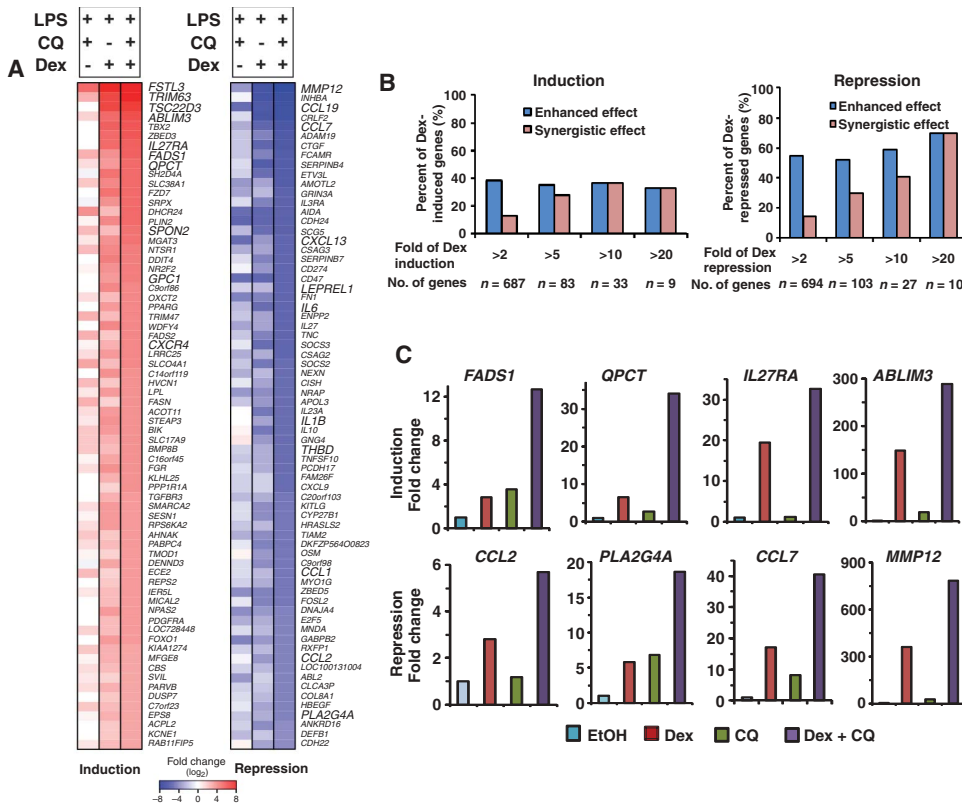 A
LPS + + + + + +
CQ + - + + - +
Dex - + + - + +
FSTL3
TRIM63
TSC22D3
ABLIM3
TBX2
ZBED3
IL27RA
FADS1
QPCT
SH2D4A
SLC38A1
FZD7
SRPX
DHCR24
PLIN2
SPON2
MGAT3
NTSR1
DDIT4
NR2F2
GPC1
C9orf86
OXCT2
PPARG
TRIM47
WDFY4
FADS2
CXCR4
LRRC25
SLCO4A1
C14orf119
HVCN1
LPL
FASN
ACOT11
STEAP3
BIK
SLC17A9
BMP8B
C16orf45
FGR
KLHL25
PPP1R1A
TGFBR3
SMARCA2
SESN1
RPS6KA2
AHNAK
PABPC4
TMOD1
DENND3
ECE2
REPS2
IER5L
MICAL2
NPAS2
PDGFRA
LOC728448
FOXO1
KIAA1274
MFGE8
CBS
SVIL
PARVB
DUSP7
C7orf23
EPS8
ACPL2
KCNE1
RAB11FIP5
MMP12
INHBA
CCL19
CRLF2
CCL7
ADAM19
CTGF
FCAMR
SERPINB4
ETV3L
AMOTL2
GRIN3A
IL3RA
AIDA
CDH24
SCG5
CXCL13
CSAG3
SERPINB7
CD274
CD47
LEPREL1
FN1
IL6
ENPP2
IL27
TNC
SOCS3
CSAG2
SOCS2
NEXN
CISH
NRAP
APOL3
IL23A
IL1B
IL10
GNG4
THBD
TNFSF10
PCDH17
FAM26F
CXCL9
C20orf103
KITLG
CYP27B1
HRASLS2
TIAM2
DKFZP564O0823
OSM
C9orf98
CCL1
MYO1G
ZBED5
FOSL2
DNAJA4
E2F5
MNDA
GABPB2
RXFP1
CCL2
LOC100131004
ABL2
CLCA3P
COL8A1
HBEGF
PLA2G4A
ANKRD16
DEFB1
CDH22
Induction
Fold change
(log2)
Repression
-8 -4 0 4 8
B
Induction
Percent of Dex-
induced genes (%)
100
80
60
40
20
0
Enhanced effect
Synergistic effect
Fold of Dex
induction
>2 >5 >10 >20
No. of genes n = 687 n = 83 n = 33 n = 9
Repression
Percent of Dex-
repressed genes (%)
100
80
60
40
20
0
Enhanced effect
Synergistic effect
Fold of Dex
repression
>2 >5 >10 >20
No. of genes n = 694 n = 103 n = 27 n = 10
C
Induction
Fold change
FADS1
12
8
4
0
QPCT
30
20
10
0
IL27RA
30
20
10
0
ABLIM3
300
200
100
0
Repression
Fold change
CCL2
6
4
2
0
PLA2G4A
20
15
10
5
0
CCL7
50
40
30
20
10
0
MMP12
900
600
300
0
EtOH Dex CQ Dex + CQ